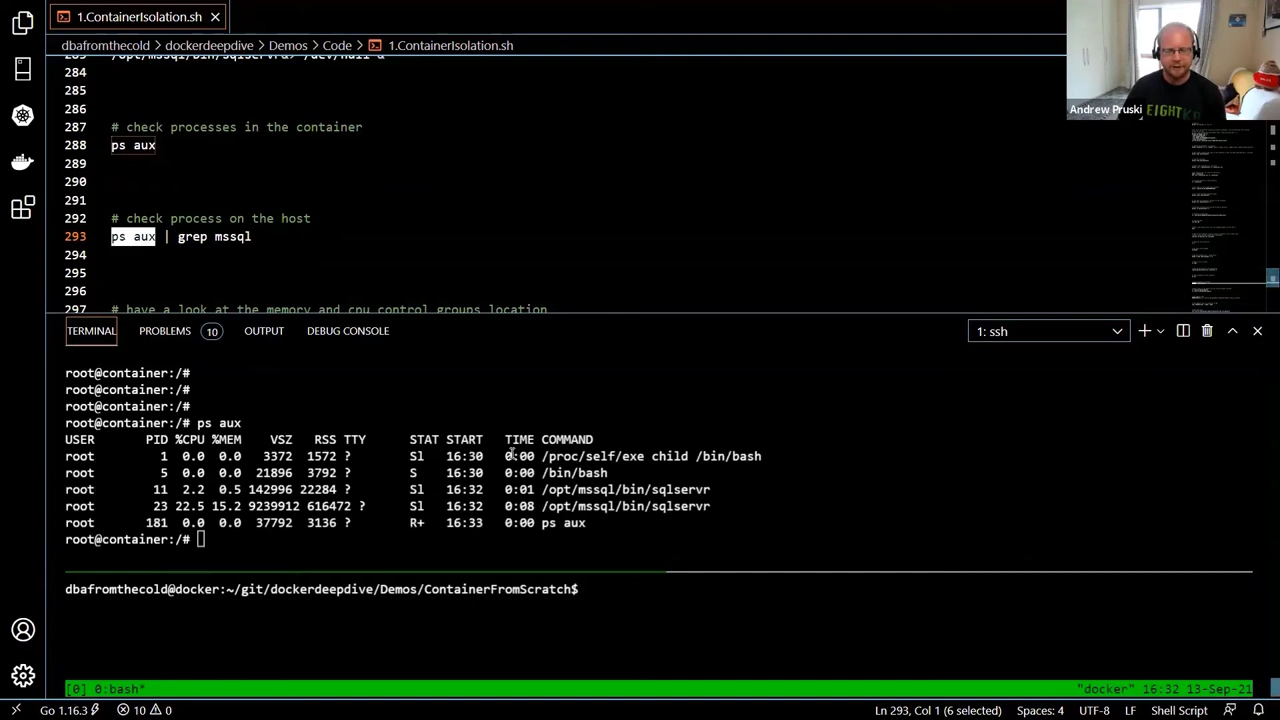 1.ContainerIsolation.sh
dbafromthecold > dockerdeepdive > Demos > Code > 1.ContainerIsolation.sh
283 /opt/mssql/bin/sqlservr&> /dev/null &
284
285
286
287 # check processes in the container
288 ps aux
289
290
291
292 # check process on the host
293 ps aux | grep mssql
294
295
296
297 # have a look at the memory and cpu control groups location
Andrew Pruski
EIGHTKB
TERMINAL PROBLEMS 10 OUTPUT DEBUG CONSOLE 1: ssh
root@container:/#
root@container:/#
root@container:/#
root@container:/# ps aux
USER PID %CPU %MEM VSZ RSS TTY STAT START TIME COMMAND
root 1 0.0 0.0 3372 1572 ? Sl 16:30 0:00 /proc/self/exe child /bin/bash
root 5 0.0 0.0 21896 3792 ? S 16:30 0:00 /bin/bash
root 11 2.2 0.5 142996 22284 ? Sl 16:32 0:01 /opt/mssql/bin/sqlservr
root 23 22.5 15.2 9239912 616472 ? Sl 16:32 0:08 /opt/mssql/bin/sqlservr
root 181 0.0 0.0 37792 3136 ? R+ 16:33 0:00 ps aux
root@container:/#
dbafromthecold@docker:~/git/dockerdeepdive/Demos/ContainerFromScratch$
[0] 0:bash* "docker" 16:32 13-Sep-21
Go 1.16.3 10 0 Ln 293, Col 1 (6 selected) Spaces: 4 UTF-8 LF Shell Script